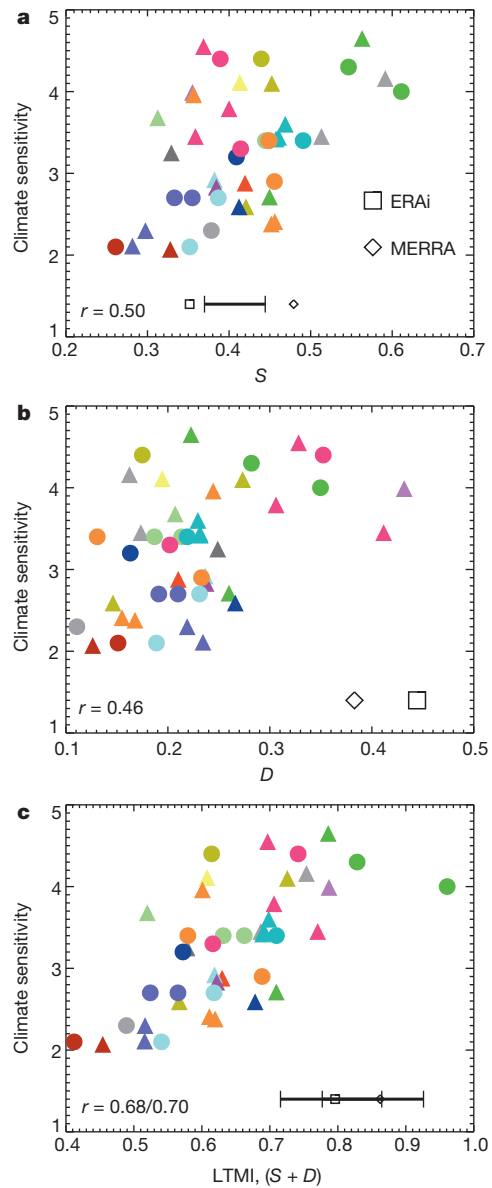 a
5
4
3
2
1
Climate sensitivity
ERAi
MERRA
r = 0.50
0.2 0.3 0.4 0.5 0.6 0.7
S
b
5
4
3
2
1
Climate sensitivity
r = 0.46
0.1 0.2 0.3 0.4 0.5
D
c
5
4
3
2
1
Climate sensitivity
r = 0.68/0.70
0.4 0.5 0.6 0.7 0.8 0.9 1.0
LTMI, (S + D)